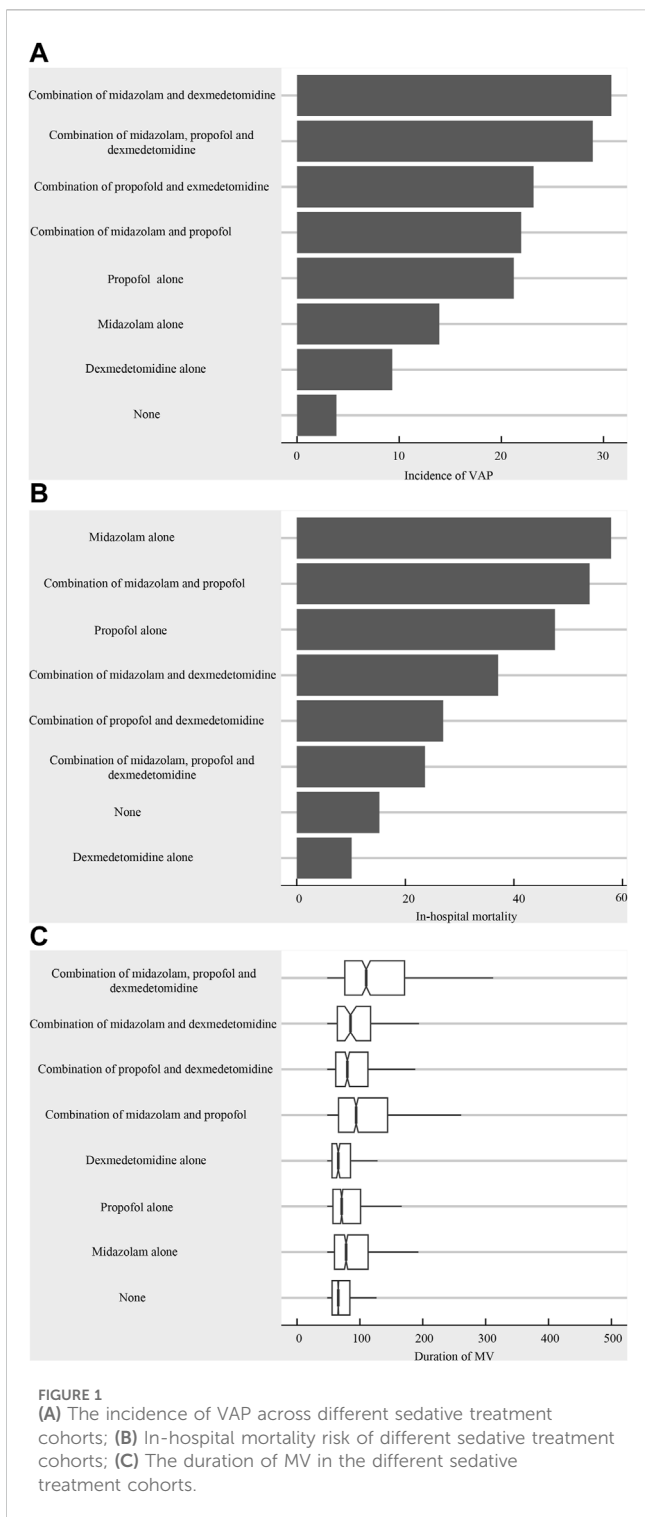 A
Combination of midazolam and dexmedetomidine
Combination of midazolam, propofol and
dexmedetomidine
Combination of propofold and exmedetomidine
Combination of midazolam and propofol
Propofol alone
Midazolam alone
Dexmedetomidine alone
None
0 10 20 30
Incidence of VAP
B
Midazolam alone
Combination of midazolam and propofol
Propofol alone
Combination of midazolam and dexmedetomidine
Combination of propofol and dexmedetomidine
Combination of midazolam, propofol and
dexmedetomidine
None
Dexmedetomidine alone
0 20 40 60
In-hospital mortality
C
Combination of midazolam, propofol and
dexmedetomidine
Combination of midazolam and dexmedetomidine
Combination of propofol and dexmedetomidine
Combination of midazolam and propofol
Dexmedetomidine alone
Propofol alone
Midazolam alone
None
0 100 200 300 400 500
Duration of MV
FIGURE 1
(A) The incidence of VAP across different sedative treatment
cohorts; (B) In-hospital mortality risk of different sedative treatment
cohorts; (C) The duration of MV in the different sedative
treatment cohorts.